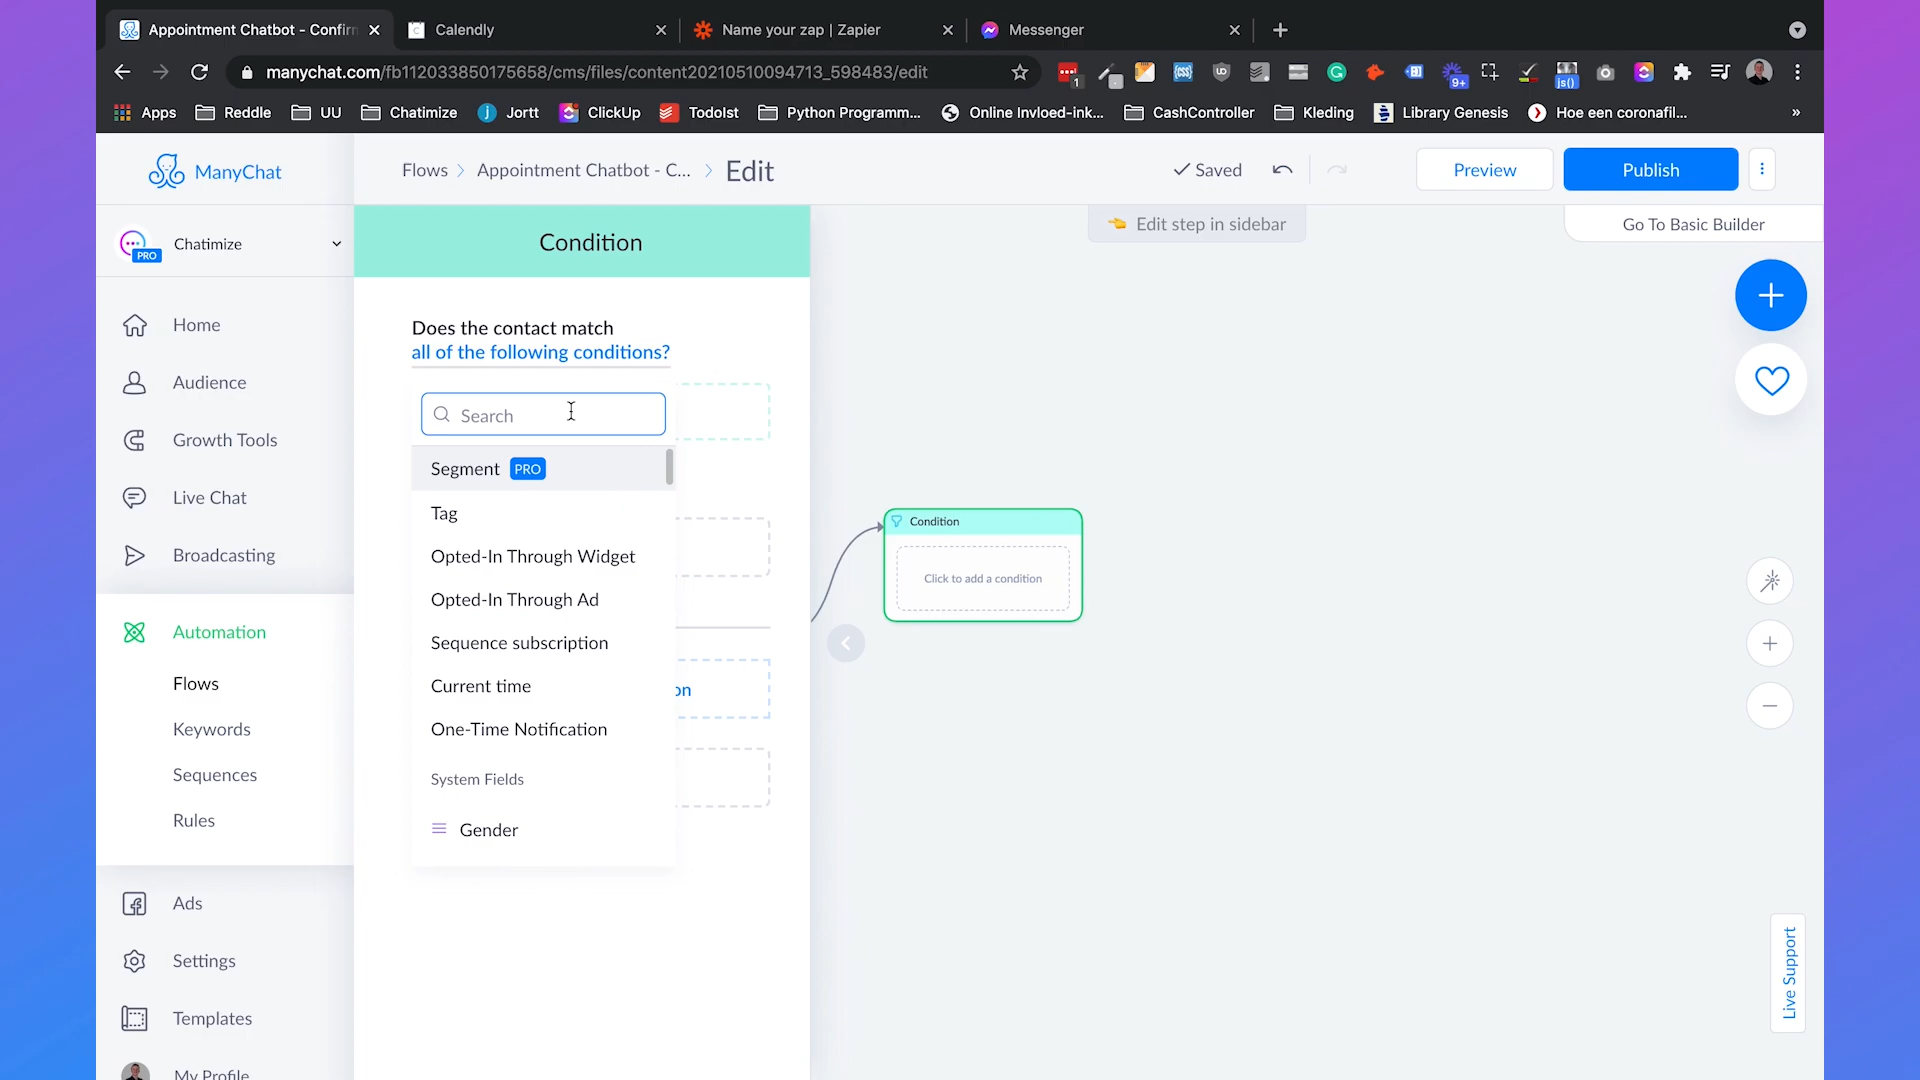 Appointment Chatbot - Confirm
Calendly
Name your zap | Zapier
Messenger
manychat.com/fb112033850175658/cms/files/content20210510094713_598483/edit
1
9+
js()
Apps
Reddle
UU
Chatimize
Jortt
ClickUp
TodoIst
Python Programm...
Online Invloed-ink...
CashController
Kleding
Library Genesis
Hoe een coronafil...
»
ManyChat
Flows
Appointment Chatbot - C...
Edit
Saved
Preview
Publish
Chatimize
PRO
Condition
Edit step in sidebar
Go To Basic Builder
Home
Audience
Growth Tools
Live Chat
Broadcasting
Automation
Flows
Keywords
Sequences
Rules
Ads
Settings
Templates
My Profile
Does the contact match
all of the following conditions?
Search
Segment PRO
Tag
Opted-In Through Widget
Opted-In Through Ad
Sequence subscription
Current time
One-Time Notification
System Fields
Gender
on
Condition
Click to add a condition
Live Support